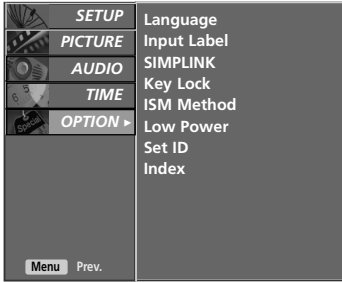 SETUP
PICTURE
AUDIO
TIME
OPTION ►
Language
Input Label
SIMPLINK
Key Lock
ISM Method
Low Power
Set ID
Index
Menu Prev.
Special